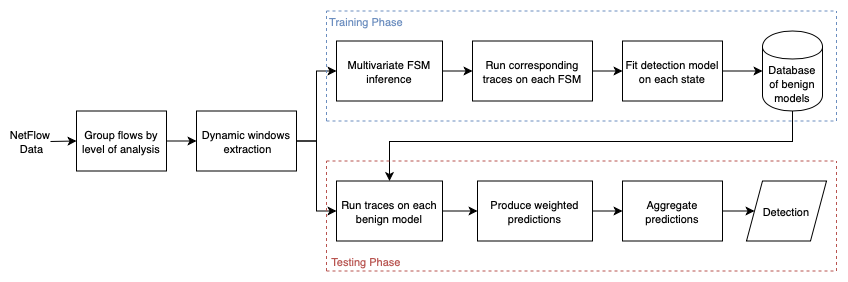 Training Phase
NetFlow
Data
Group flows by
level of analysis
Dynamic windows
extraction
Multivariate FSM
inference
Run corresponding
traces on each FSM
Fit detection model
on each state
Database
of benign
models
Run traces on each
benign model
Produce weighted
predictions
Aggregate
predictions
Detection
Testing Phase